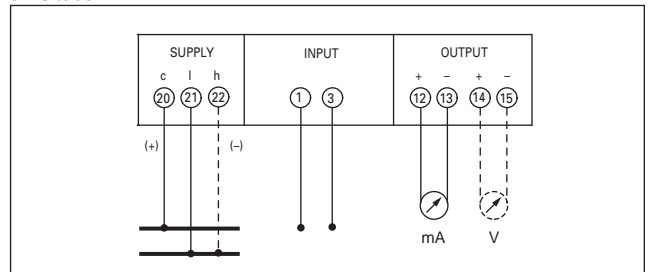 SUPPLY INPUT OUTPUT
c l h + – + –
20 21 22 1 3 12 13 14 15
(+) (–)
mA V